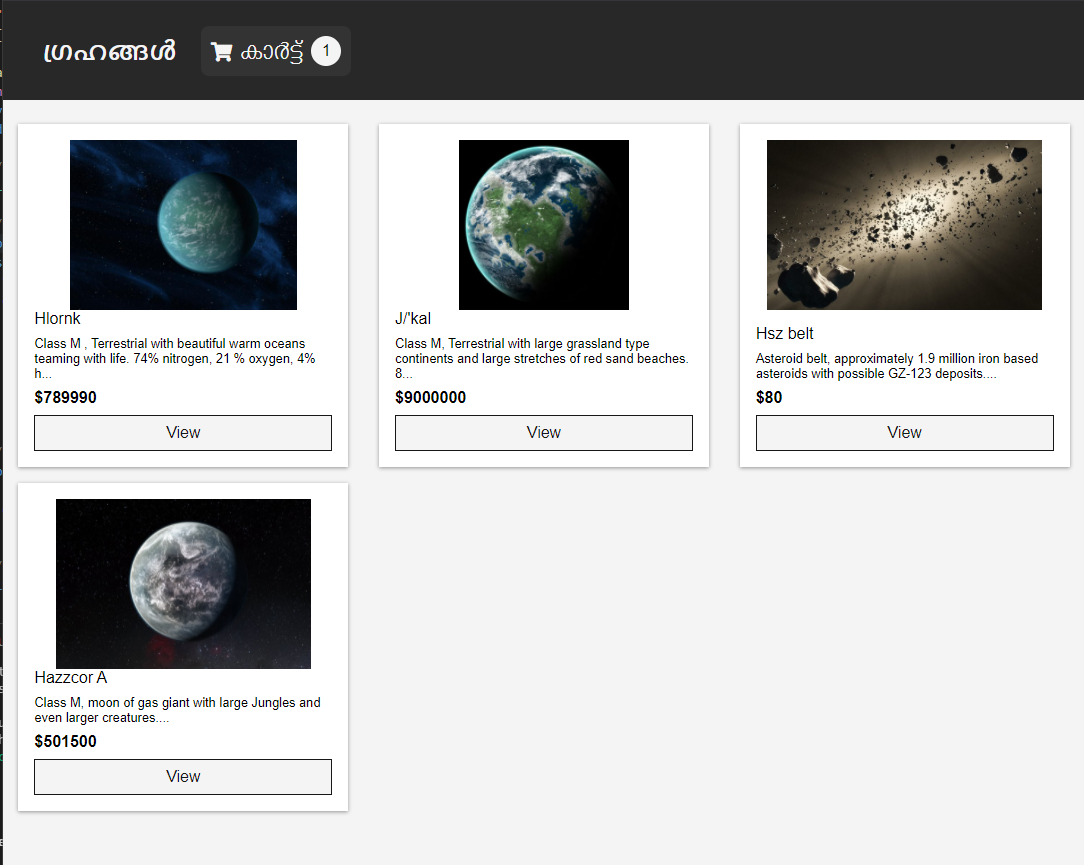 ഗ്രഹങ്ങൾ
കാർട്ട് 1
Hlornk
Class M , Terrestrial with beautiful warm oceans
teaming with life. 74% nitrogen, 21 % oxygen, 4%
h...
$789990
View
J/'kal
Class M, Terrestrial with large grassland type
continents and large stretches of red sand beaches.
8...
$9000000
View
Hsz belt
Asteroid belt, approximately 1.9 million iron based
asteroids with possible GZ-123 deposits....
$80
View
Hazzcor A
Class M, moon of gas giant with large Jungles and
even larger creatures....
$501500
View